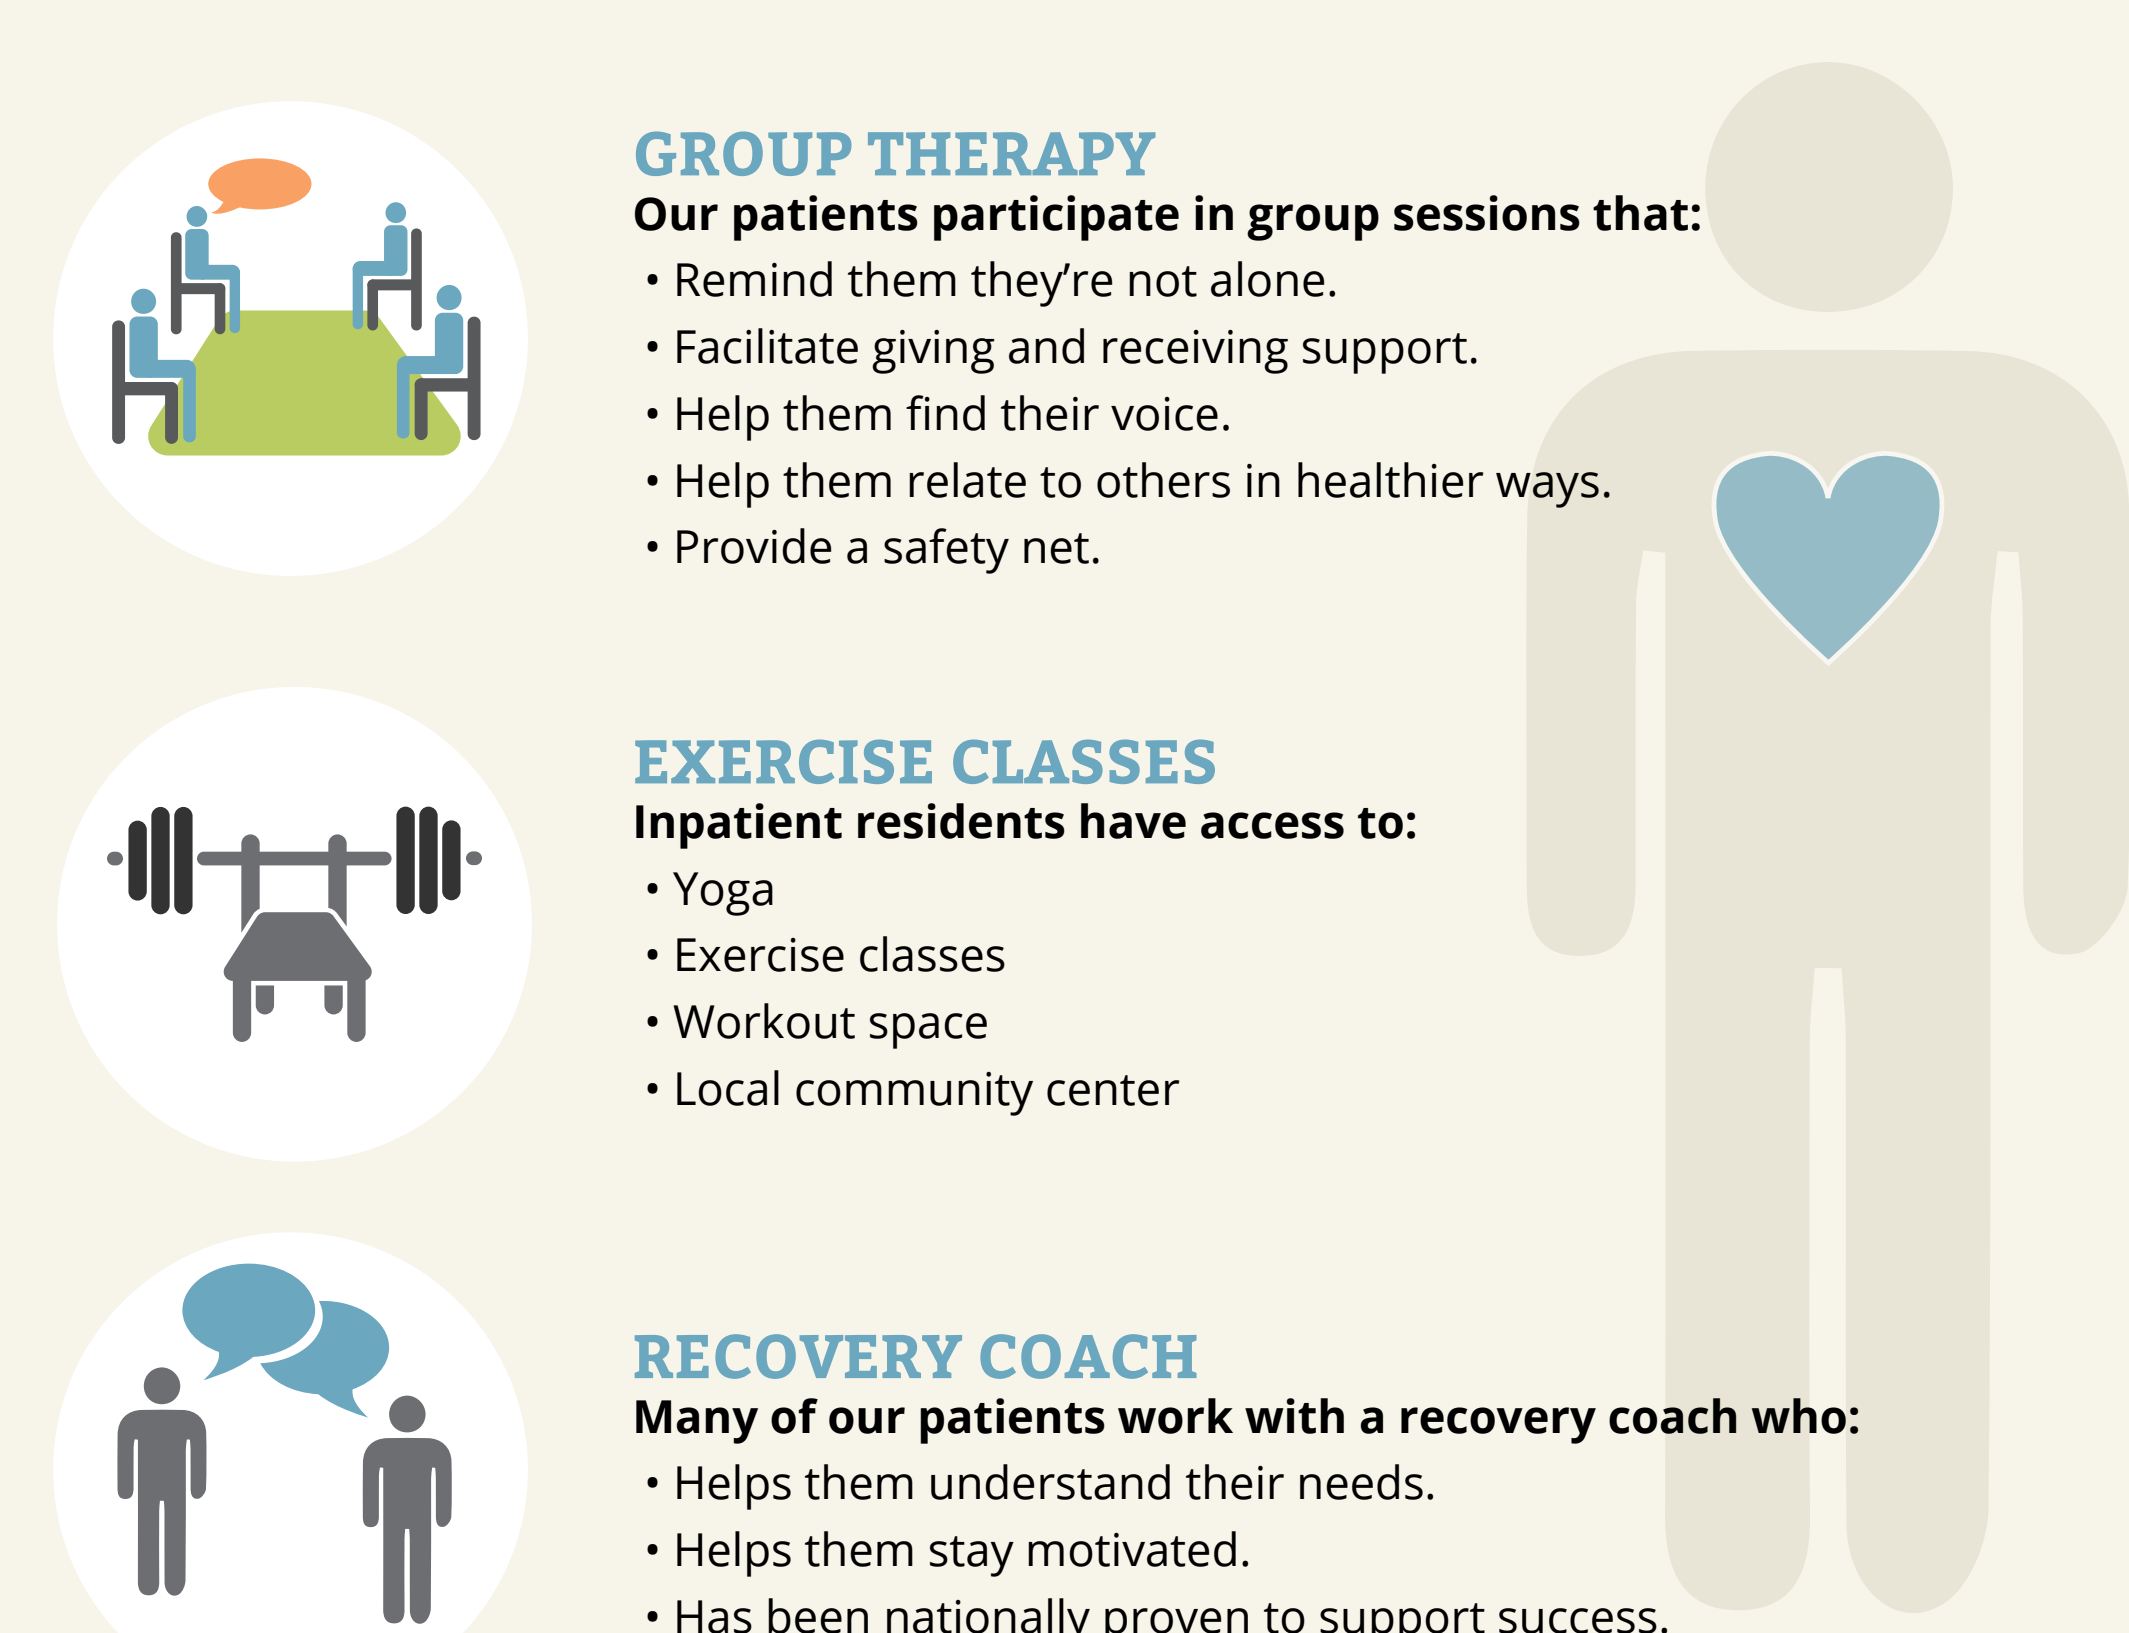 GROUP THERAPY
Our patients participate in group sessions that:
• Remind them they’re not alone.
• Facilitate giving and receiving support.
• Help them find their voice.
• Help them relate to others in healthier ways.
• Provide a safety net.
EXERCISE CLASSES
Inpatient residents have access to:
• Yoga
• Exercise classes
• Workout space
• Local community center
RECOVERY COACH
Many of our patients work with a recovery coach who:
• Helps them understand their needs.
• Helps them stay motivated.
• Has been nationally proven to support success.